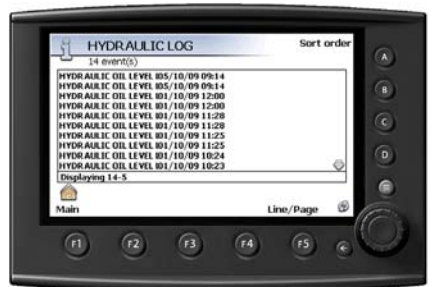 HYDRAULIC LOG
Sort order
14 event(s)
HYDRAULIC OIL LEVEL I05/10/09 09:14
HYDRAULIC OIL LEVEL I05/10/09 09:14
HYDRAULIC OIL LEVEL I01/10/09 12:00
HYDRAULIC OIL LEVEL I01/10/09 12:00
HYDRAULIC OIL LEVEL I01/10/09 11:28
HYDRAULIC OIL LEVEL I01/10/09 11:28
HYDRAULIC OIL LEVEL I01/10/09 11:25
HYDRAULIC OIL LEVEL I01/10/09 11:25
HYDRAULIC OIL LEVEL I01/10/09 10:24
HYDRAULIC OIL LEVEL I01/10/09 10:23
Displaying 14-5
Main
Line/Page
A
B
C
D
F1
F2
F3
F4
F5